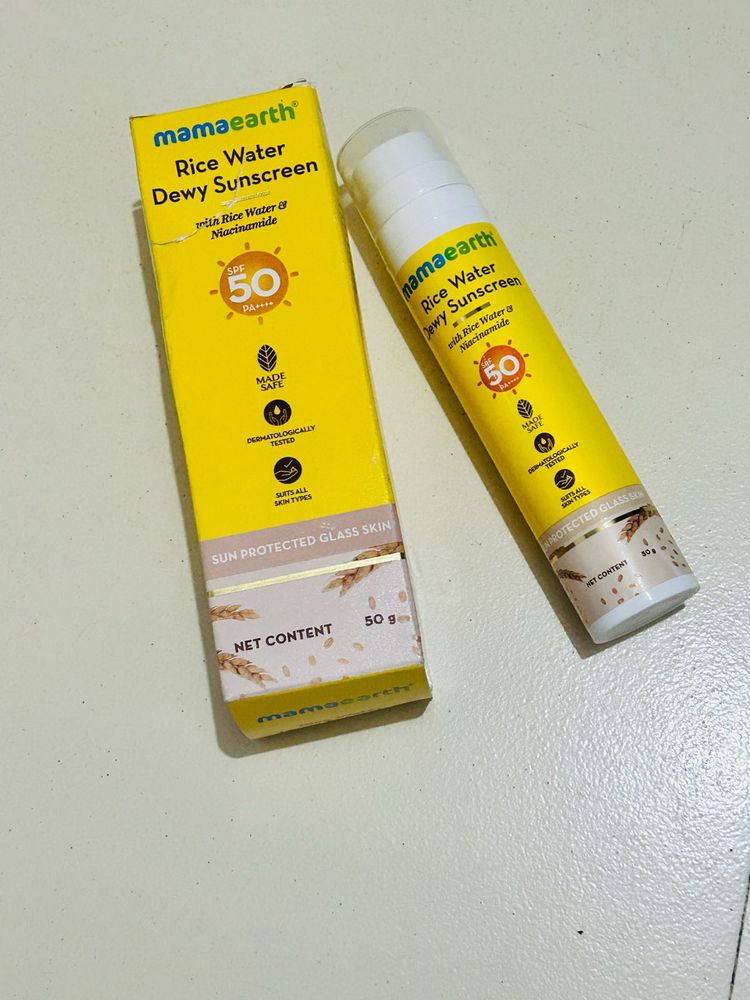 mamaearth®
Rice Water
Dewy Sunscreen
with Rice Water &
Niacinamide
SPF
50
PA++++
MADE
SAFE
DERMATOLOGICALLY
TESTED
SUITS ALL
SKIN TYPES
SUN PROTECTED GLASS SKIN
NET CONTENT 50 g
mamaearth®
mamaearth®
Rice Water
Dewy Sunscreen
with Rice Water &
Niacinamide
SPF
50
PA++++
MADE
SAFE
DERMATOLOGICALLY
TESTED
SUITS ALL
SKIN TYPES
SUN PROTECTED GLASS SKIN
NET CONTENT 50 g